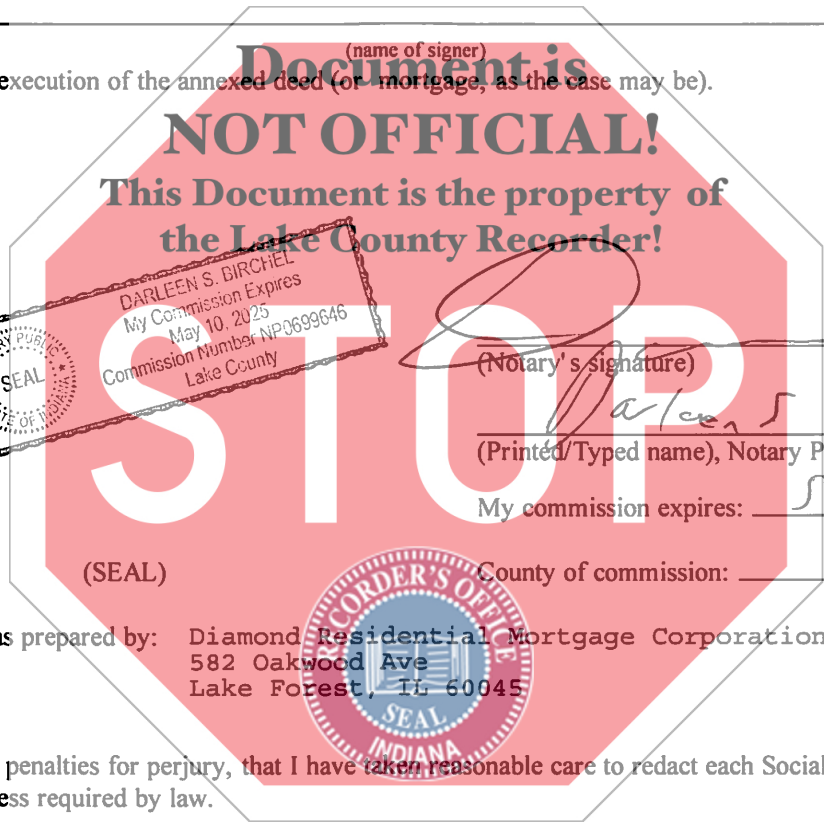 (name of signer)
Document is
execution of the annexed deed (or mortgage, as the case may be).
NOT OFFICIAL!
This Document is the property of
the Lake County Recorder!
DARLEEN S. BIRCHEL
My Commission Expires
May 10, 2025
Commission Number NP0699646
Lake County
SEAL
STOP
(Notary's signature)
Darleen S
(Printed/Typed name), Notary P
My commission expires: 5
(SEAL)
County of commission:
RECORDER'S OFFICE
SEAL
INDIANA
as prepared by: Diamond Residential Mortgage Corporation
582 Oakwood Ave
Lake Forest, IL 60045
penalties for perjury, that I have taken reasonable care to redact each Social
ess required by law.